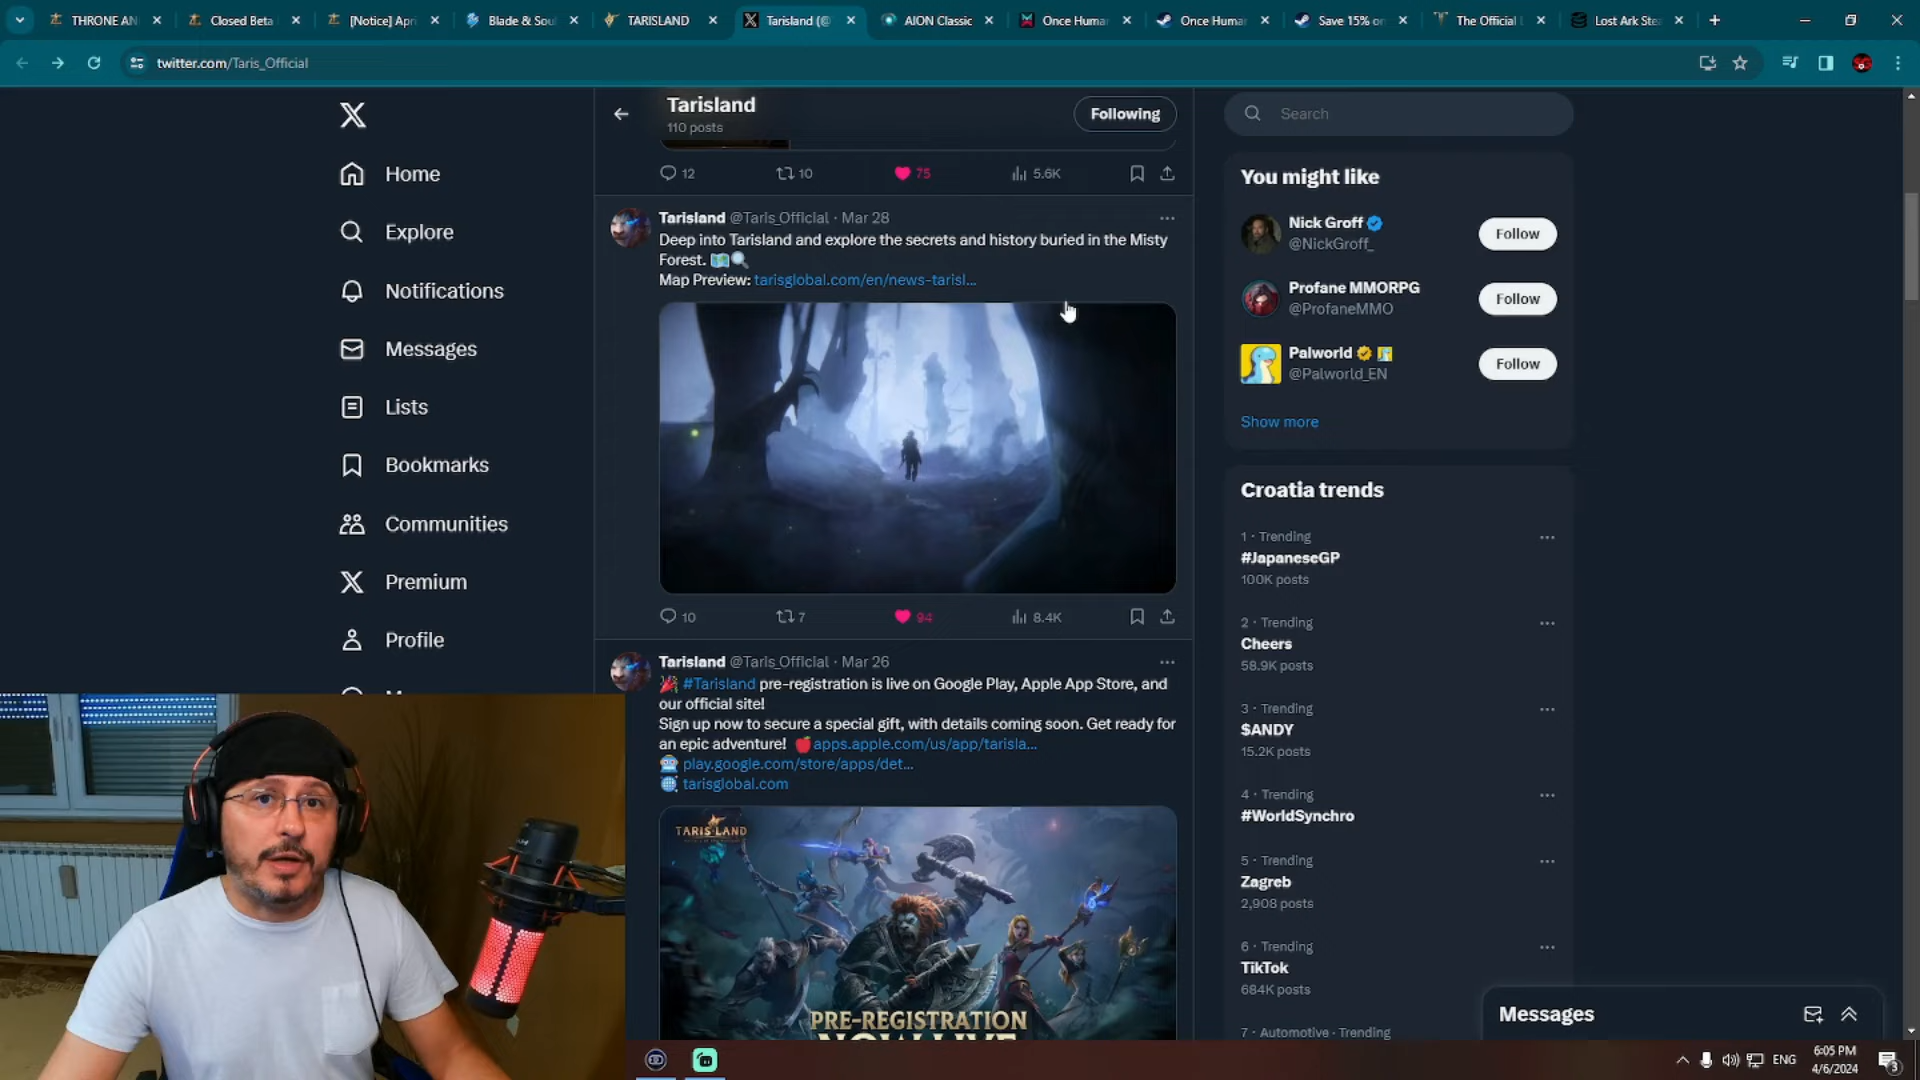 THRONE AN
Closed Beta
[Notice] Apri
Blade & Sou
TARISLAND
Tarisland (@
AION Classic
Once Human
Once Human
Save 15% on
The Official
Lost Ark Ste
twitter.com/Taris_Official
Home
Explore
Notifications
Messages
Lists
Bookmarks
Communities
Premium
Profile
Tarisland
110 posts
Following
12
10
75
5.6K
Tarisland @Taris_Official · Mar 28
Deep into Tarisland and explore the secrets and history buried in the Misty
Forest. 🗺️🔍
Map Preview: tarisglobal.com/en/news-tarisl...
10
7
94
8.4K
Tarisland @Taris_Official · Mar 26
🎉 #Tarisland pre-registration is live on Google Play, Apple App Store, and
our official site!
Sign up now to secure a special gift, with details coming soon. Get ready for
an epic adventure! 🍎apps.apple.com/us/app/tarisla...
🤖 play.google.com/store/apps/det...
🌐 tarisglobal.com
TARISLAND
PRE-REGISTRATION
NOW LIVE
Search
You might like
Nick Groff
@NickGroff_
Follow
Profane MMORPG
@ProfaneMMO
Follow
Palworld
@Palworld_EN
Follow
Show more
Croatia trends
1 · Trending
#JapaneseGP
100K posts
2 · Trending
Cheers
58.9K posts
3 · Trending
$ANDY
15.2K posts
4 · Trending
#WorldSynchro
5 · Trending
Zagreb
2,908 posts
6 · Trending
TikTok
684K posts
7 · Automotive · Trending
Messages
ENG
6:05 PM
4/6/2024
3